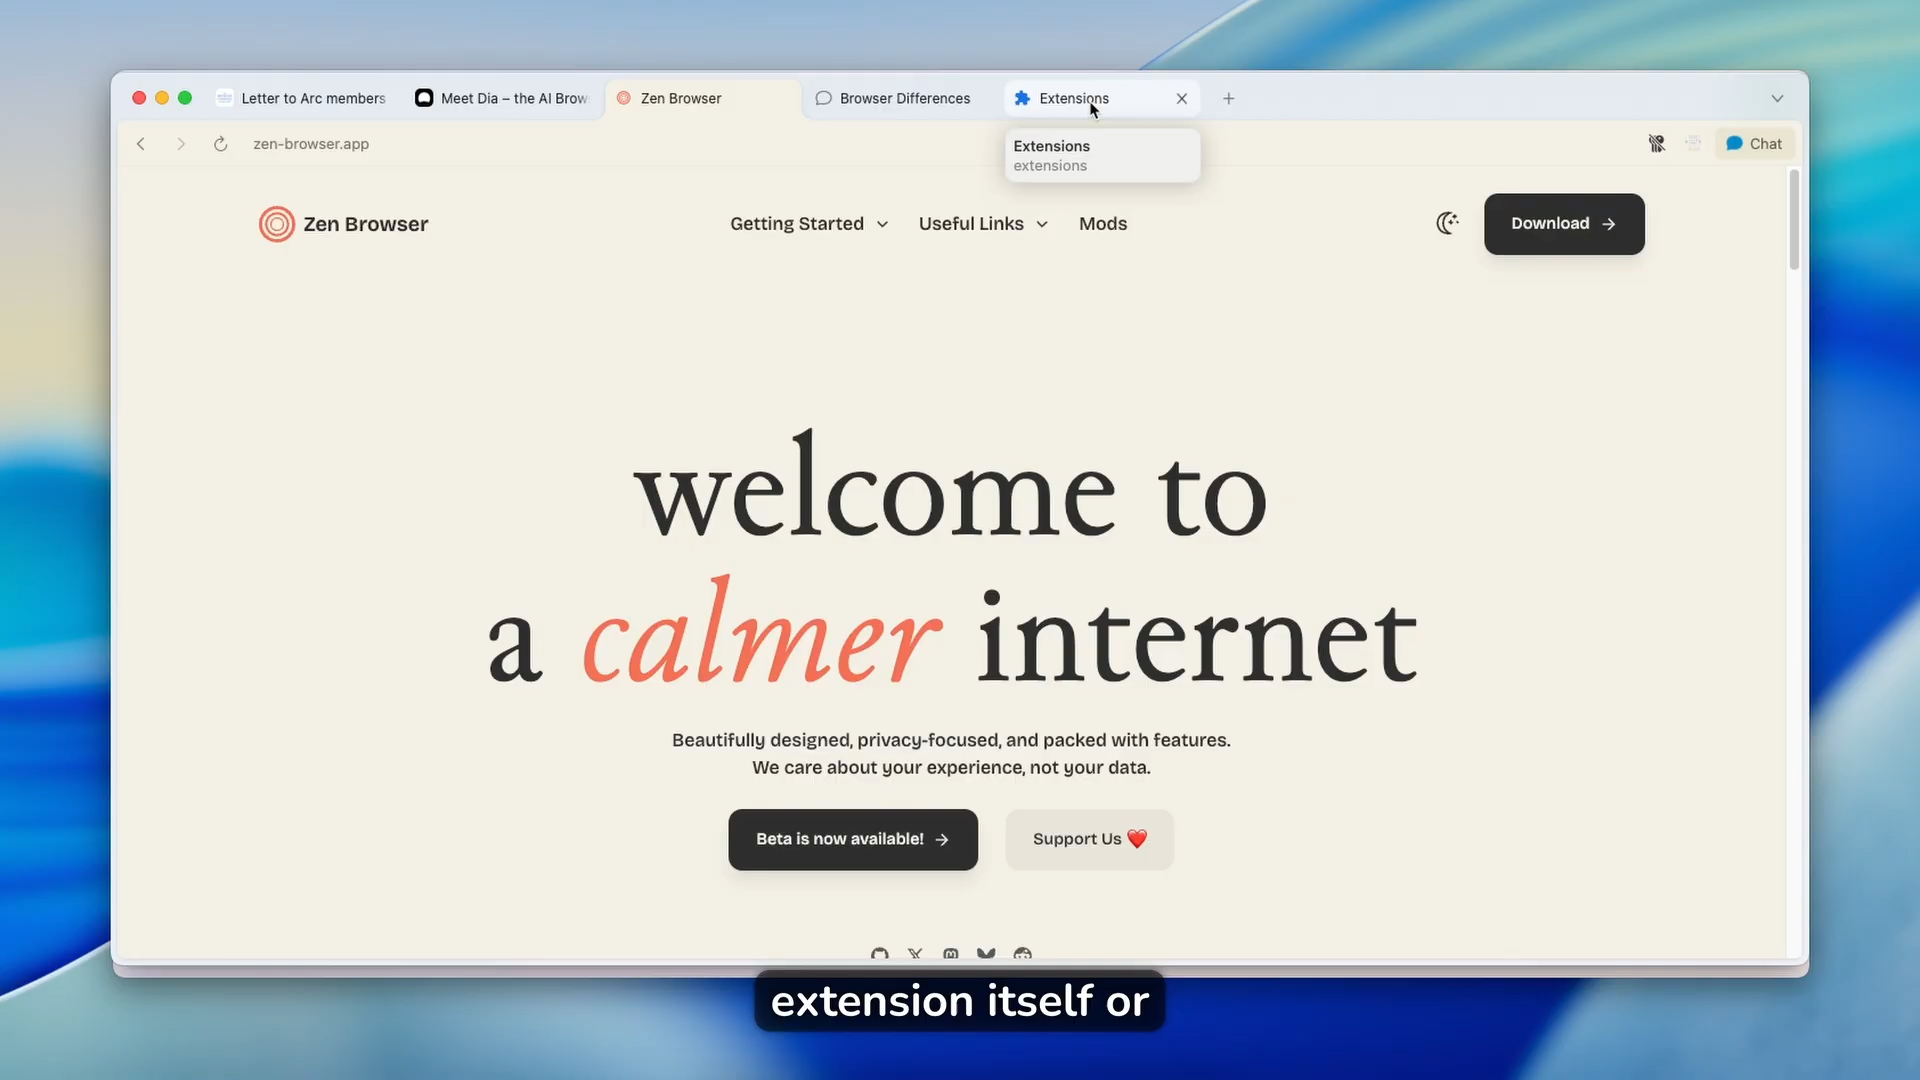 Letter to Arc members
Meet Dia – the AI Brow
Zen Browser
Browser Differences
Extensions
zen-browser.app
Extensions
extensions
Chat
Zen Browser
Getting Started
Useful Links
Mods
Download
welcome to
a calmer internet
Beautifully designed, privacy-focused, and packed with features.
We care about your experience, not your data.
Beta is now available!
Support Us ❤️
extension itself or